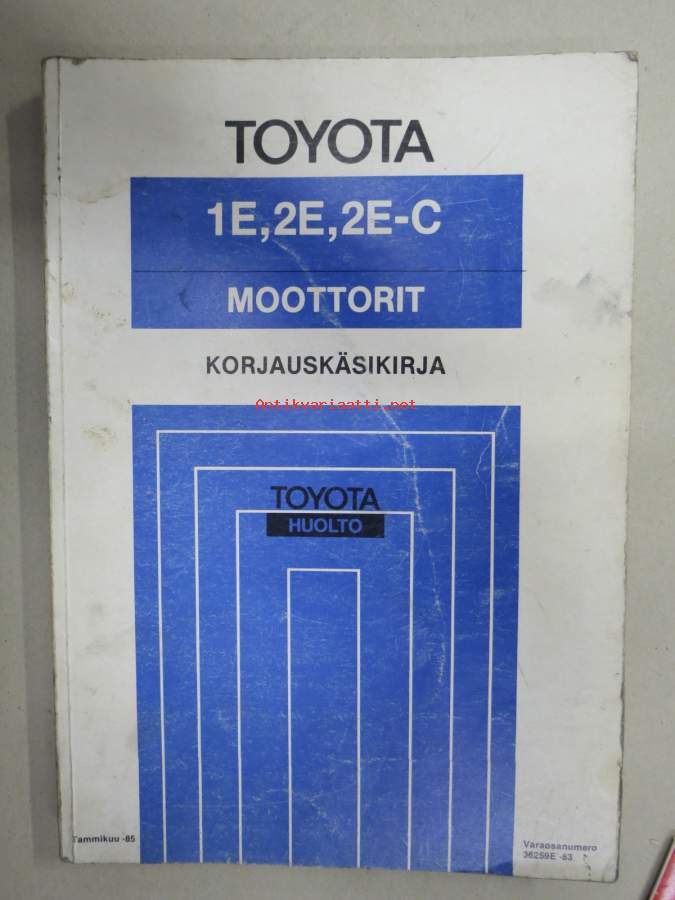 TOYOTA
1E, 2E, 2E-C
MOOTTORIT
KORJAUSKÄSIKIRJA
Antikvariaatti.net
TOYOTA
HUOLTO
Tammikuu -85
Varaosanumero
36259E -83